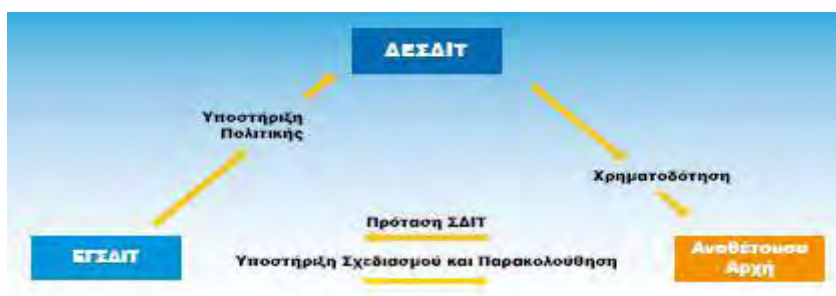 ΔΕΣΔΙΤ
Υποστήριξη
Πολιτικής
Χρηματοδότηση
Πρόταση ΣΔΙΤ
ΕΓΣΔΙΤ
Υποστήριξη Σχεδιασμού και Παρακολούθηση
Αναθέτουσα
Αρχή